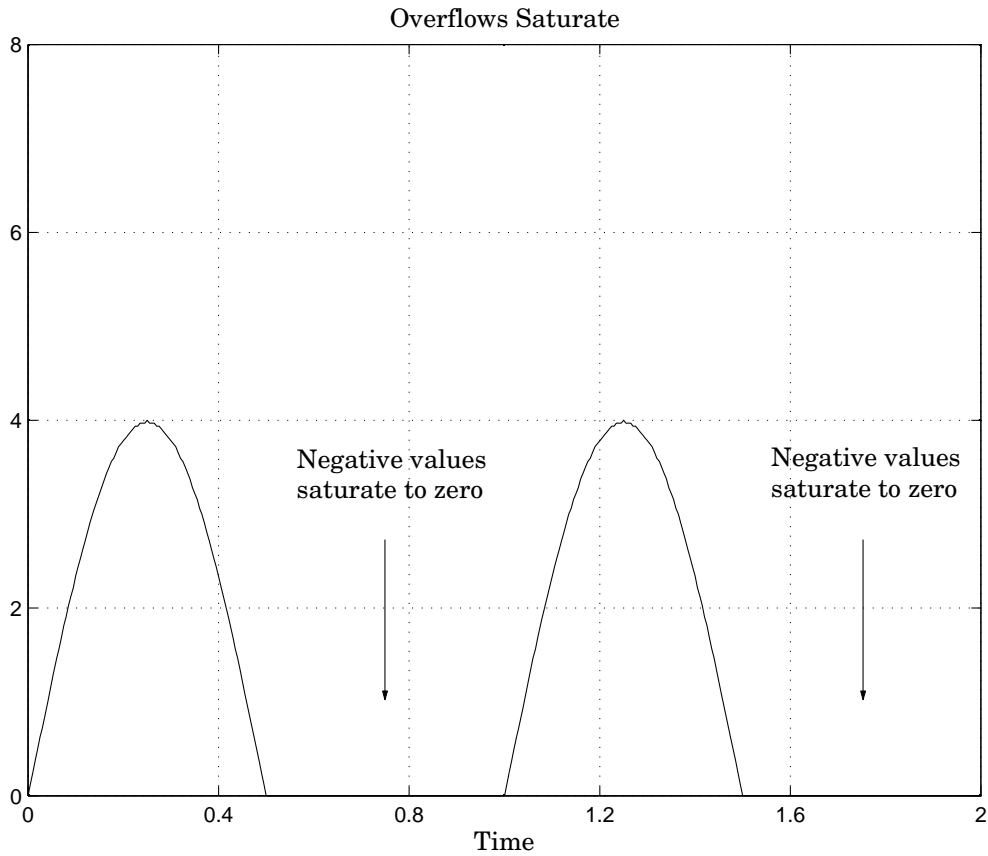 Overflows Saturate
8
6
4
2
0
Negative values
saturate to zero
Negative values
saturate to zero
0 0.4 0.8 1.2 1.6 2
Time